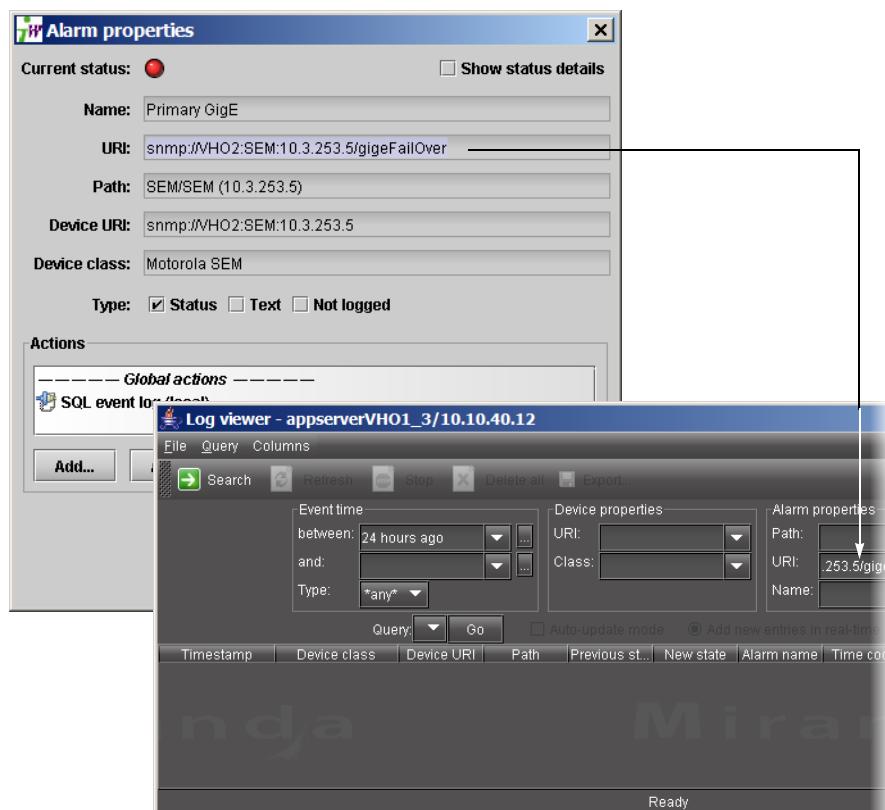 Alarm properties
Current status:
Show status details
Name: Primary GigE
URI: snmp://VHO2:SEM:10.3.253.5/gigeFailOver
Path: SEM/SEM (10.3.253.5)
Device URI: snmp://VHO2:SEM:10.3.253.5
Device class: Motorola SEM
Type: Status Text Not logged
Actions
————— Global actions —————
SQL event log (local)
Add...
Log viewer - appserverVHO1_3/10.10.40.12
File Query Columns
Search Refresh Stop Delete all Export...
Event time
between: 24 hours ago ...
and: ...
Type: *any*
Device properties
URI:
Class:
Alarm properties
Path:
URI: .253.5/gige
Name:
Query: Go Auto-update mode Add new entries in real-time
Timestamp Device class Device URI Path Previous st... New state Alarm name Time co
nda Miran
Ready